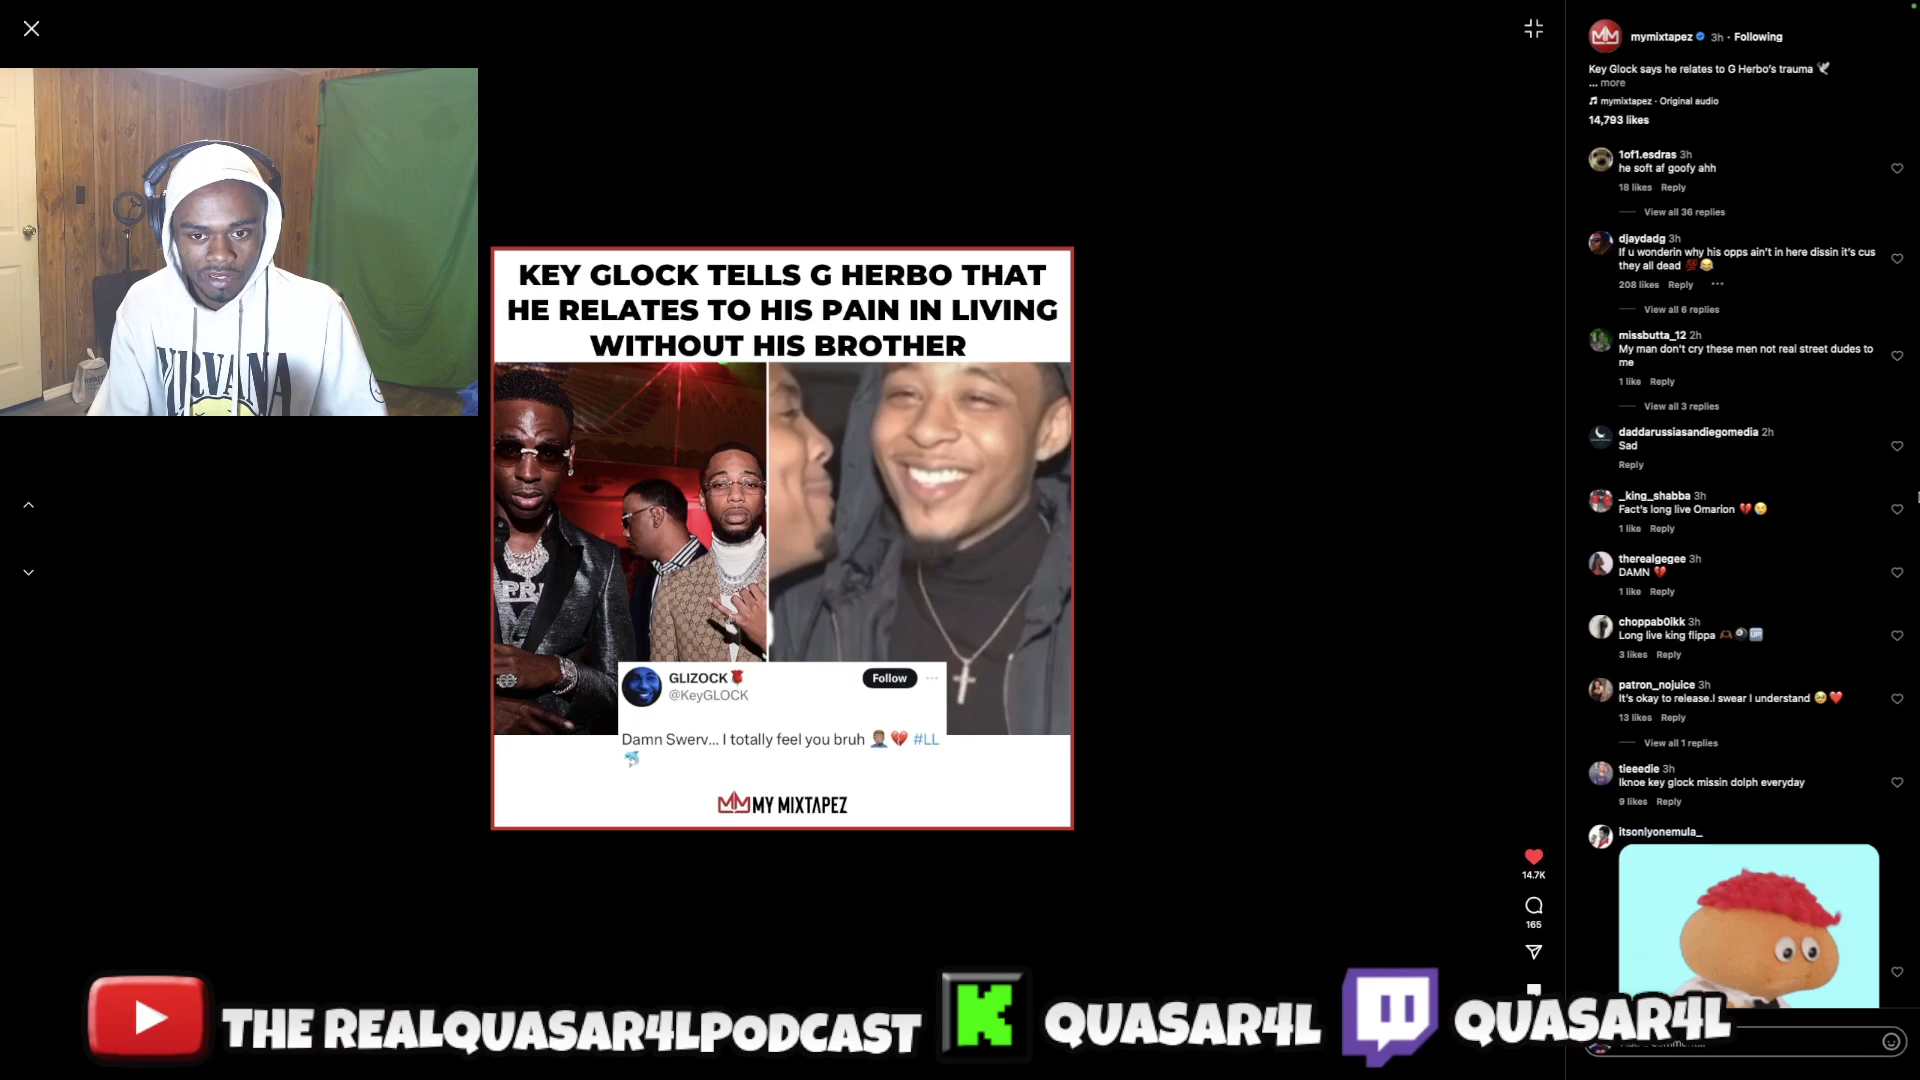 KEY GLOCK TELLS G HERBO THAT
HE RELATES TO HIS PAIN IN LIVING
WITHOUT HIS BROTHER
GLIZOCK🌹
@KeyGLOCK
Follow
Damn Swerv... I totally feel you bruh 🤦🏽‍♂️💔 #LL
🐬
MY MIXTAPEZ
NIRVANA
14.7K
165
mymixtapez 3h · Following
Key Glock says he relates to G Herbo's trauma 🕊️
... more
mymixtapez · Original audio
14,793 likes
1of1.esdras 3h
he soft af goofy ahh
18 likes Reply
View all 36 replies
djaydadg 3h
If u wonderin why his opps ain't in here dissin it's cus
they all dead 💯😂
208 likes Reply ...
View all 6 replies
missbutta_12 2h
My man don't cry these men not real street dudes to
me
1 like Reply
View all 3 replies
daddarussiasandiegomedia 2h
Sad
Reply
_king_shabba 3h
Fact's long live Omarion 💔😢
1 like Reply
therealgegee 3h
DAMN 💔
1 like Reply
choppab0ikk 3h
Long live king flippa 🫶🏾🎱🆙
3 likes Reply
patron_nojuice 3h
It's okay to release.I swear I understand 🥺❤️
13 likes Reply
View all 1 replies
tieeedie 3h
Iknoe key glock missin dolph everyday
9 likes Reply
itsonlyonemula_
THE REALQUASAR4LPODCAST
K QUASAR4L
QUASAR4L